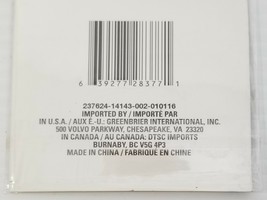 6 39277 28377 1
237624-14143-002-010116
IMPORTED BY / IMPORTÉ PAR
IN U.S.A./ AUX É.-U.: GREENBRIER INTERNATIONAL, INC.
500 VOLVO PARKWAY, CHESAPEAKE, VA 23320
IN CANADA / AU CANADA: DTSC IMPORTS
BURNABY, BC V5G 4P3
MADE IN CHINA / FABRIQUÉ EN CHINE